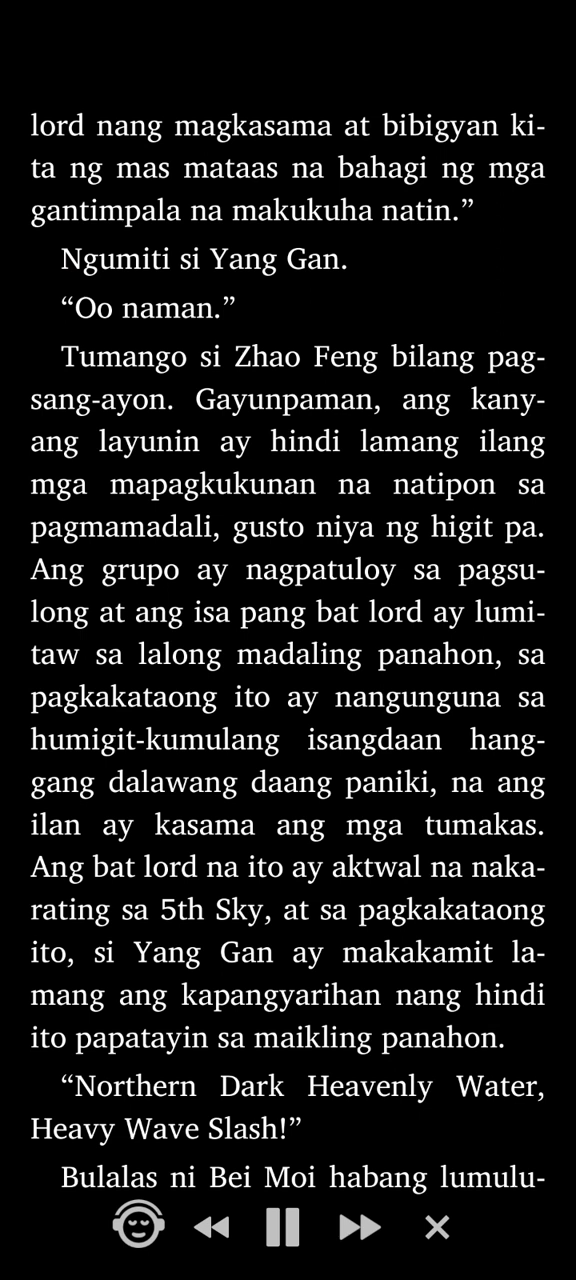 lord nang magkasama at bibigyan ki-
ta ng mas mataas na bahagi ng mga
gantimpala na makukuha natin.”
Ngumiti si Yang Gan.
“Oo naman.”
Tumango si Zhao Feng bilang pag-
sang-ayon. Gayunpaman, ang kany-
ang layunin ay hindi lamang ilang
mga mapagkukunan na natipon sa
pagmamadali, gusto niya ng higit pa.
Ang grupo ay nagpatuloy sa pagsu-
long at ang isa pang bat lord ay lumi-
taw sa lalong madaling panahon, sa
pagkakataong ito ay nangunguna sa
humigit-kumulang isangdaan hang-
gang dalawang daang paniki, na ang
ilan ay kasama ang mga tumakas.
Ang bat lord na ito ay aktwal na naka-
rating sa 5th Sky, at sa pagkakataong
ito, si Yang Gan ay makakamit la-
mang ang kapangyarihan nang hindi
ito papatayin sa maikling panahon.
“Northern Dark Heavenly Water,
Heavy Wave Slash!”
Bulalas ni Bei Moi habang lumulu-